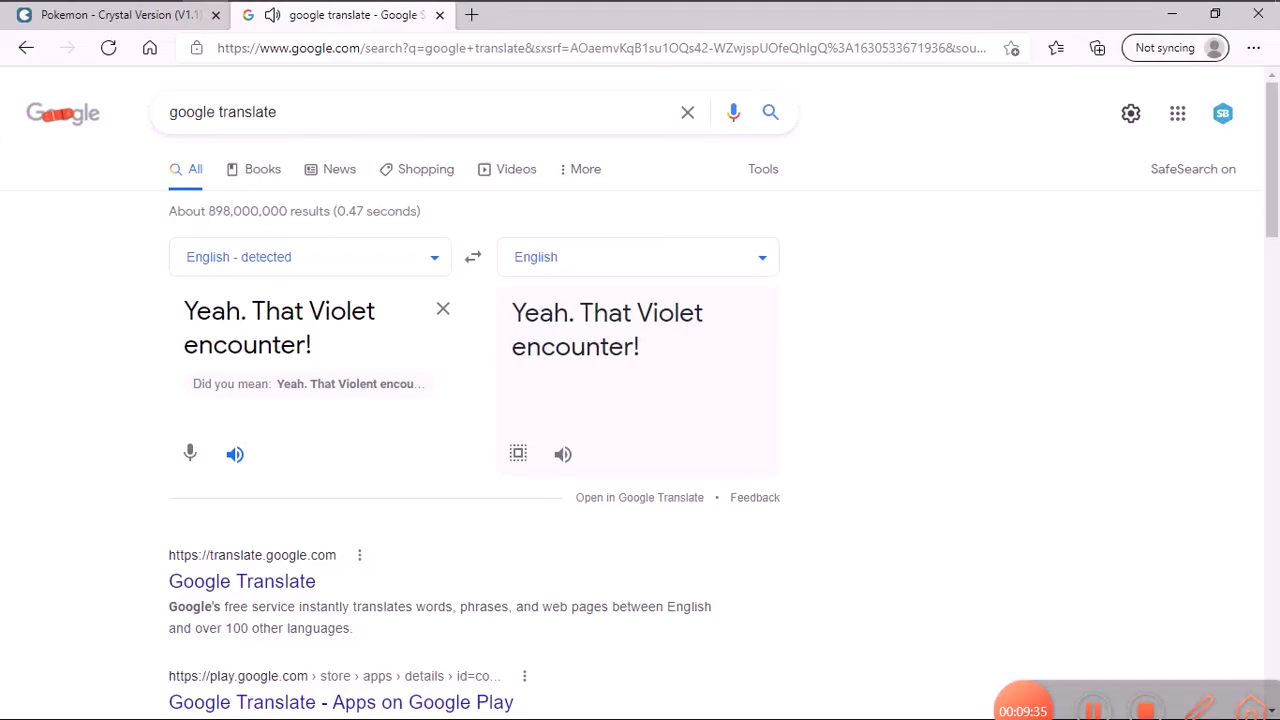 Pokemon - Crystal Version (V1.1)
google translate - Google S
https://www.google.com/search?q=google+translate&sxsrf=AOaemvKqB1su1OQs42-WZwjspUOfeQhlgQ%3A1630533671936&sou...
Not syncing
Google
google translate
SB
All
Books
News
Shopping
Videos
More
Tools
SafeSearch on
About 898,000,000 results (0.47 seconds)
English - detected
English
Yeah. That Violet
encounter!
Yeah. That Violet
encounter!
Did you mean: Yeah. That Violent encou...
Open in Google Translate • Feedback
https://translate.google.com
Google Translate
Google's free service instantly translates words, phrases, and web pages between English
and over 100 other languages.
https://play.google.com › store › apps › details › id=co...
Google Translate - Apps on Google Play
00:09:35